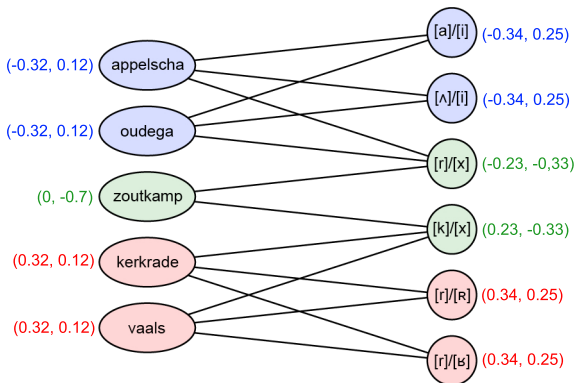 [a]/[i] (-0.34, 0.25)
(-0.32, 0.12) appelscha
[ʌ]/[i] (-0.34, 0.25)
(-0.32, 0.12) oudega
[r]/[x] (-0.23, -0,33)
(0, -0.7) zoutkamp
[k]/[x] (0.23, -0.33)
(0.32, 0.12) kerkrade
[r]/[ʀ] (0.34, 0.25)
(0.32, 0.12) vaals
[r]/[ʁ] (0.34, 0.25)